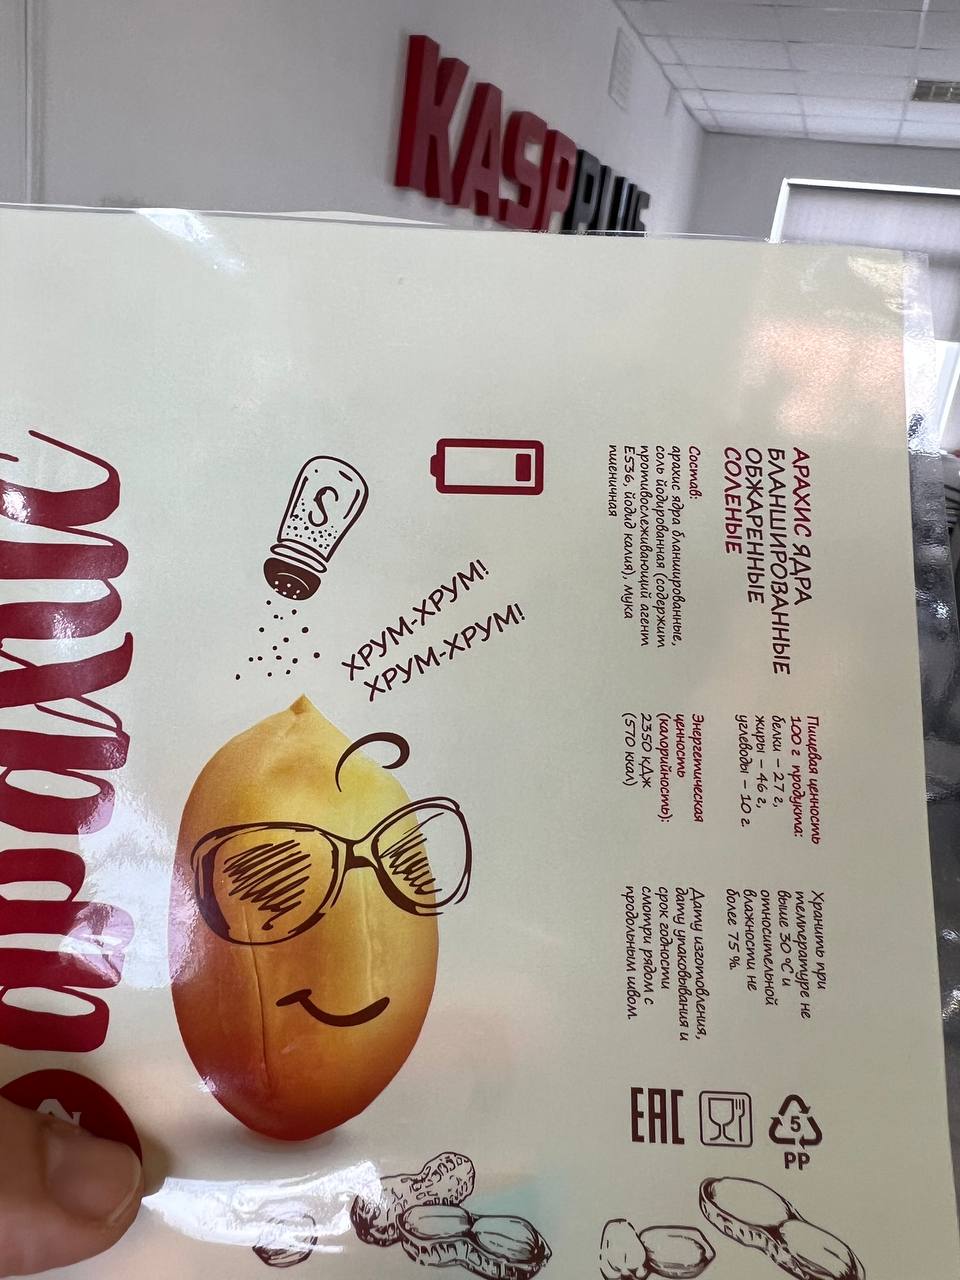 KASPPLUS
АРАХИС ЯДРА
БЛАНШИРОВАННЫЕ
ОБЖАРЕННЫЕ
СОЛЕНЫЕ
Состав:
арахис ядра бланшированные,
соль йодированная (содержит
противослеживающий агент
Е536, йодид калия), мука
пшеничная
Пищевая ценность
100 г продукта:
белки – 27 г,
жиры – 46 г,
углеводы – 10 г.
Энергетическая
ценность
(калорийность):
2350 кДж
(570 ккал)
Хранить при
температуре не
выше 30 °С и
относительной
влажности не
более 75 %.
Дату изготовления,
дату упаковывания и
срок годности
смотри рядом с
продольным швом.
5
PP
EAC
S
ХРУМ-ХРУМ!
ХРУМ-ХРУМ!